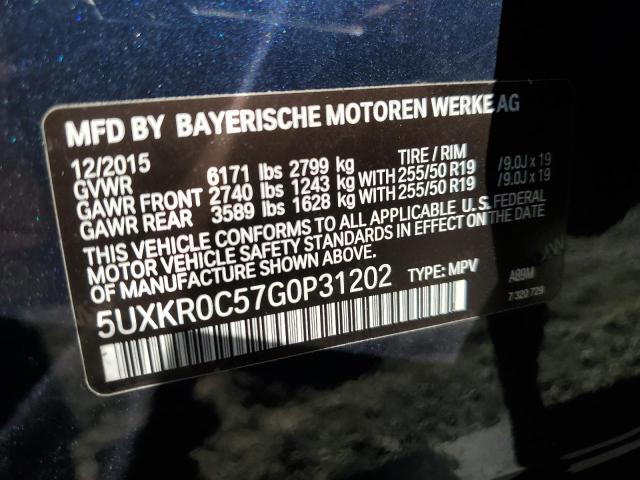 MFD BY BAYERISCHE MOTOREN WERKE AG
12/2015 TIRE / RIM
GVWR 6171 lbs 2799 kg
GAWR FRONT 2740 lbs 1243 kg WITH 255/50 R19 /9.0J x 19
GAWR REAR 3589 lbs 1628 kg WITH 255/50 R19 /9.0J x 19
THIS VEHICLE CONFORMS TO ALL APPLICABLE U.S. FEDERAL
MOTOR VEHICLE SAFETY STANDARDS IN EFFECT ON THE DATE
OF MANUFACTURE SHOWN ABOVE.
5UXKR0C57G0P31202 TYPE: MPV A89M
7 320 729